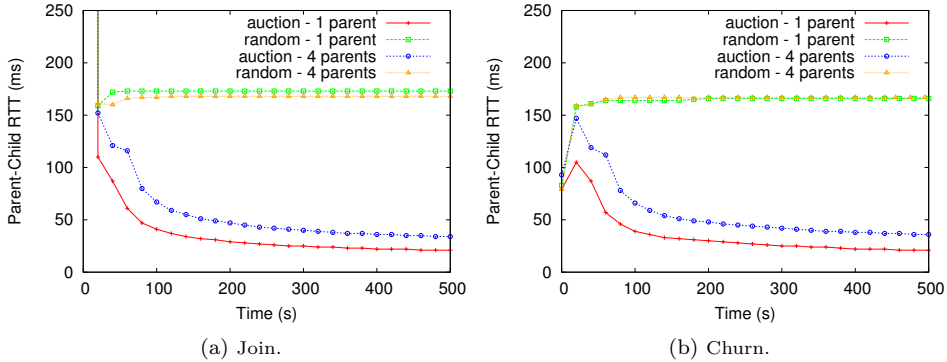 250
200
150
100
50
0
Parent-Child RTT (ms)
auction - 1 parent
random - 1 parent
auction - 4 parents
random - 4 parents
0 100 200 300 400 500
Time (s)
(a) Join.
250
200
150
100
50
0
Parent-Child RTT (ms)
auction - 1 parent
random - 1 parent
auction - 4 parents
random - 4 parents
0 100 200 300 400 500
Time (s)
(b) Churn.